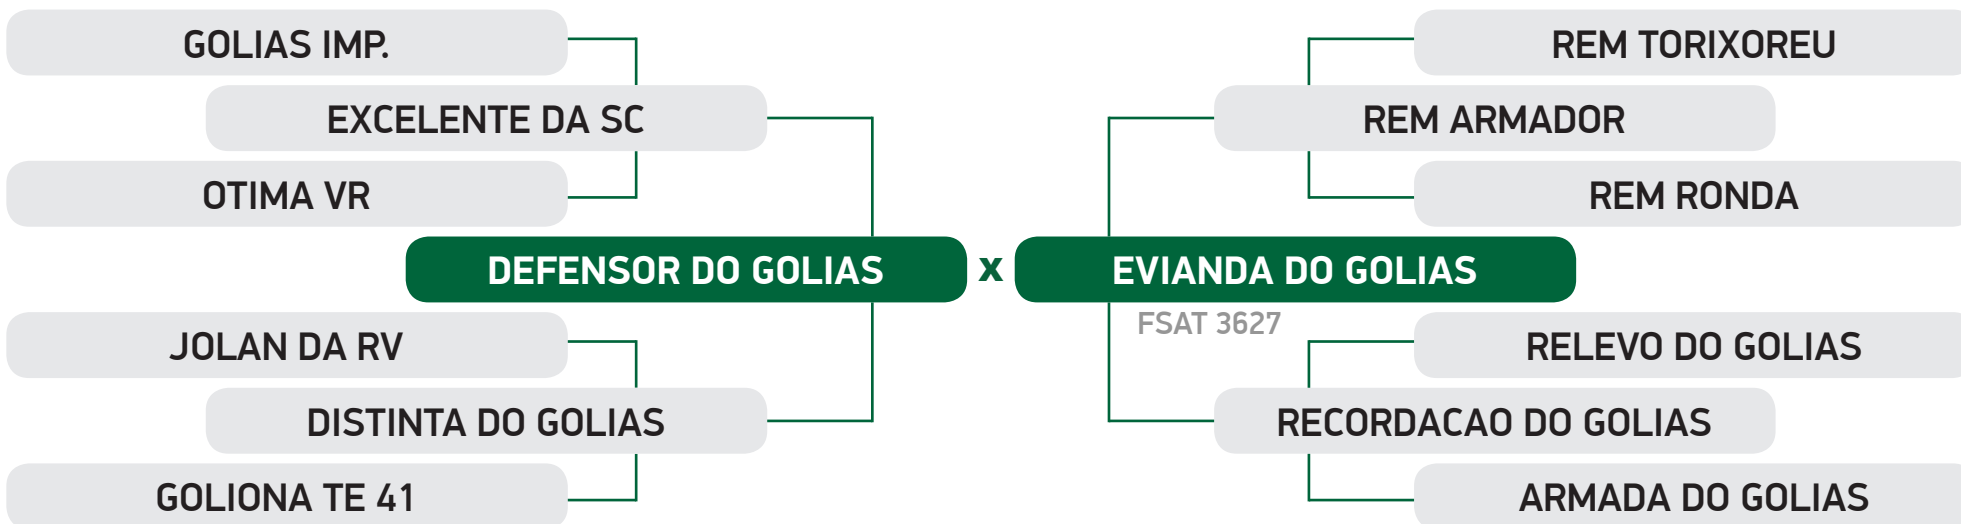 GOLIAS IMP.
REM TORIXOREU
EXCELENTE DA SC
REM ARMADOR
OTIMA VR
REM RONDA
DEFENSOR DO GOLIAS x EVIANDA DO GOLIAS
FSAT 3627
JOLAN DA RV
RELEVO DO GOLIAS
DISTINTA DO GOLIAS
RECORDACAO DO GOLIAS
GOLIONA TE 41
ARMADA DO GOLIAS